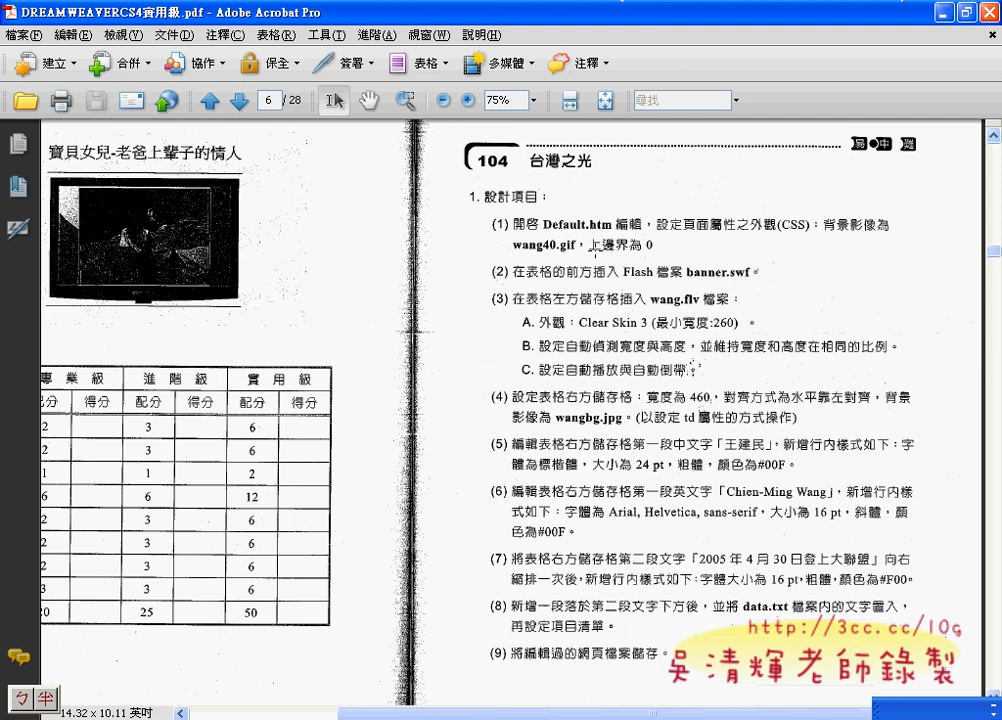 DREAMWEAVERCS4實用級.pdf - Adobe Acrobat Pro
檔案(F) 編輯(E) 檢視(V) 文件(D) 注釋(C) 表格(R) 工具(T) 進階(A) 視窗(W) 說明(H)
建立 合併 協作 保全 簽署 表格 多媒體 注釋
6 / 28 75% 尋找
寶貝女兒-老爸上輩子的情人
專 業 級 進 階 級 實 用 級
配分 得分 配分 得分 配分 得分
2 3 6
2 3 6
1 1 2
6 6 12
2 3 6
2 3 6
2 3 6
3 3 6
20 25 50
104 台灣之光 易 中 難
1. 設計項目：
(1) 開啓 Default.htm 編輯，設定頁面屬性之外觀(CSS)：背景影像為
wang40.gif，上邊界為 0
(2) 在表格的前方插入 Flash 檔案 banner.swf。
(3) 在表格左方儲存格插入 wang.flv 檔案：
A. 外觀：Clear Skin 3 (最小寬度:260) 。
B. 設定自動偵測寬度與高度，並維持寬度和高度在相同的比例。
C. 設定自動播放與自動倒帶。
(4) 設定表格右方儲存格：寬度為 460，對齊方式為水平靠左對齊，背景
影像為 wangbg.jpg。(以設定 td 屬性的方式操作)
(5) 編輯表格右方儲存格第一段中文字「王建民」，新增行内樣式如下：字
體為標楷體，大小為 24 pt，粗體，顏色為#00F。
(6) 編輯表格右方儲存格第一段英文字「Chien-Ming Wang」，新增行内樣
式如下：字體為 Arial, Helvetica, sans-serif，大小為 16 pt，斜體，顏
色為#00F。
(7) 將表格右方儲存格第二段文字「2005 年 4 月 30 日登上大聯盟」向右
縮排一次後，新增行内樣式如下：字體大小為 16 pt，粗體，顏色為#F00。
(8) 新增一段落於第二段文字下方後，並將 data.txt 檔案内的文字置入，
再設定項目清單。
(9) 將編輯過的網頁檔案儲存。
http://3cc.cc/10g
吳清輝老師錄製
ㄅ 半
14.32 x 10.11 英吋